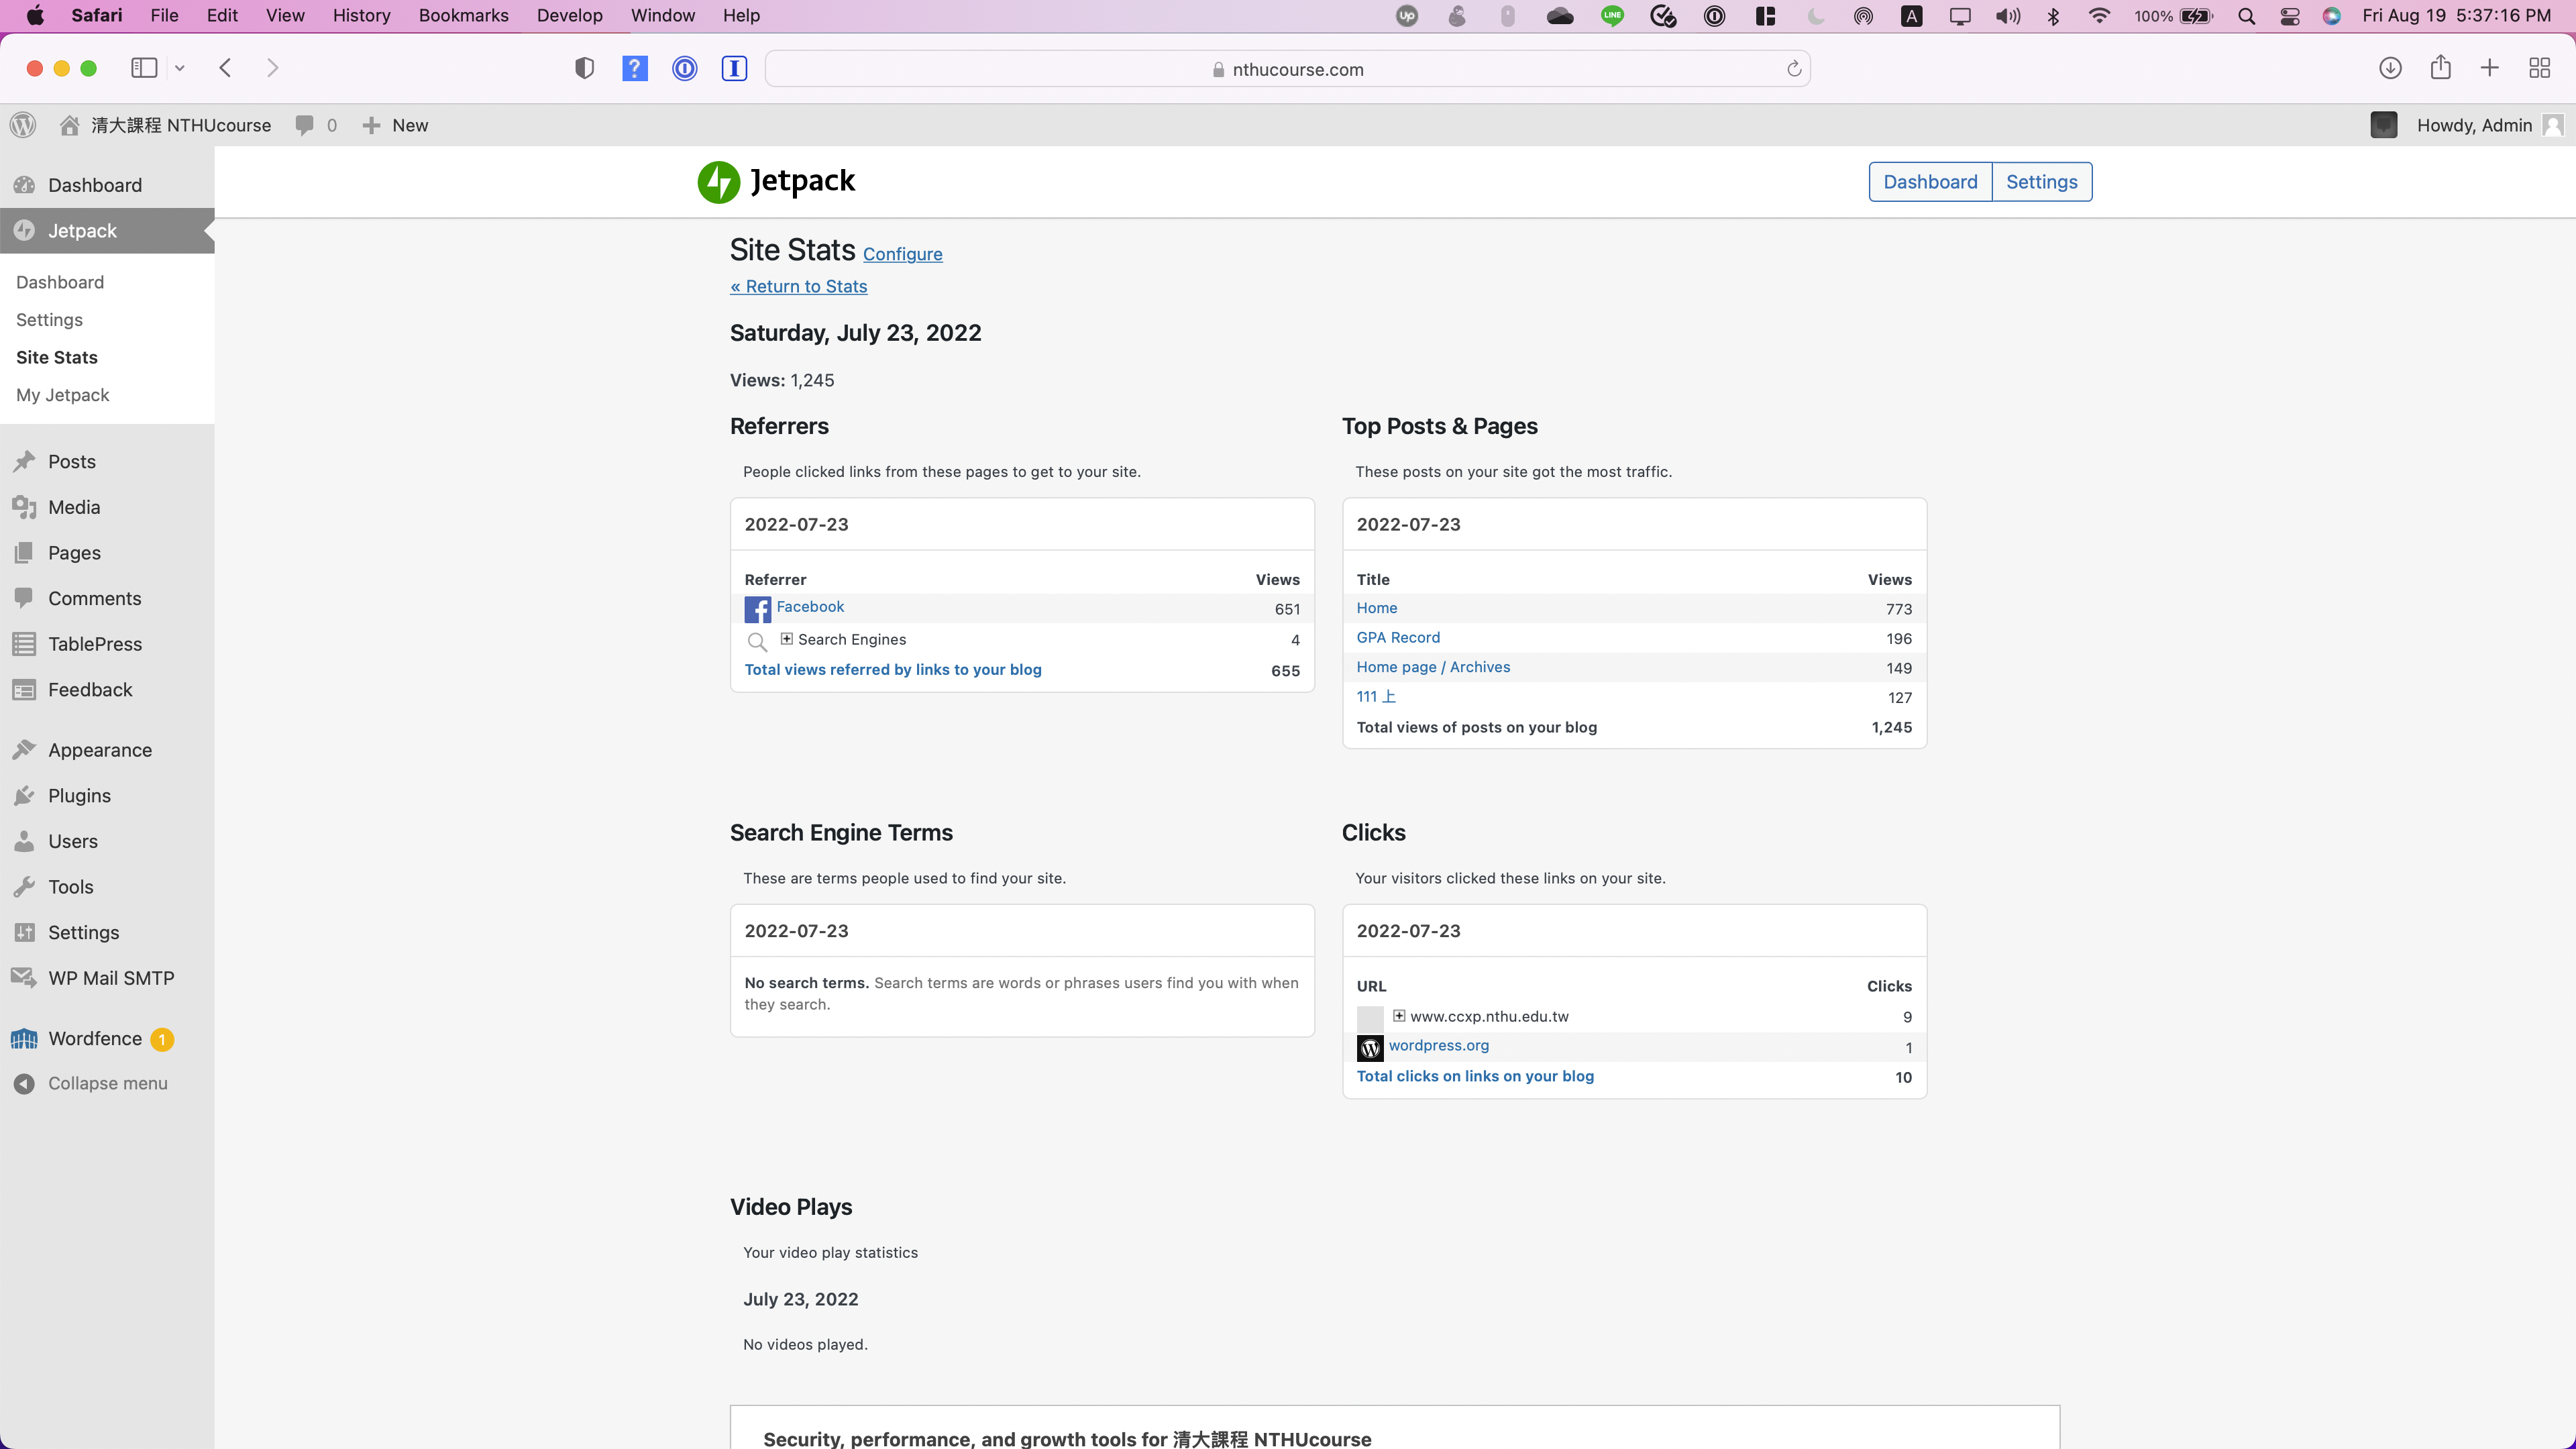 Safari File Edit View History Bookmarks Develop Window Help
Up LINE A 100% Fri Aug 19 5:37:16 PM
nthucourse.com
清大課程 NTHUcourse 0 New Howdy, Admin
Dashboard
Jetpack
Dashboard
Settings
Site Stats
My Jetpack
Posts
Media
Pages
Comments
TablePress
Feedback
Appearance
Plugins
Users
Tools
Settings
WP Mail SMTP
Wordfence 1
Collapse menu
Jetpack
Dashboard Settings
Site Stats Configure
« Return to Stats
Saturday, July 23, 2022
Views: 1,245
Referrers
People clicked links from these pages to get to your site.
2022-07-23
Referrer Views
Facebook 651
Search Engines 4
Total views referred by links to your blog 655
Top Posts & Pages
These posts on your site got the most traffic.
2022-07-23
Title Views
Home 773
GPA Record 196
Home page / Archives 149
111 上 127
Total views of posts on your blog 1,245
Search Engine Terms
These are terms people used to find your site.
2022-07-23
No search terms. Search terms are words or phrases users find you with when
they search.
Clicks
Your visitors clicked these links on your site.
2022-07-23
URL Clicks
www.ccxp.nthu.edu.tw 9
wordpress.org 1
Total clicks on links on your blog 10
Video Plays
Your video play statistics
July 23, 2022
No videos played.
Security, performance, and growth tools for 清大課程 NTHUcourse